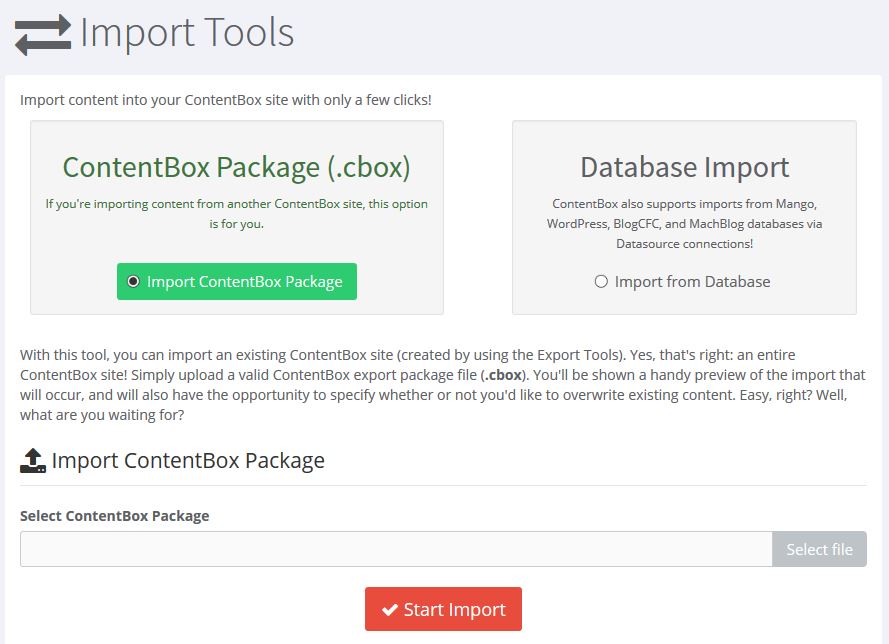 Import Tools
Import content into your ContentBox site with only a few clicks!
ContentBox Package (.cbox)
If you're importing content from another ContentBox site, this option
is for you.
Import ContentBox Package
Database Import
ContentBox also supports imports from Mango,
WordPress, BlogCFC, and MachBlog databases via
Datasource connections!
Import from Database
With this tool, you can import an existing ContentBox site (created by using the Export Tools). Yes, that's right: an entire
ContentBox site! Simply upload a valid ContentBox export package file (.cbox). You'll be shown a handy preview of the import that
will occur, and will also have the opportunity to specify whether or not you'd like to overwrite existing content. Easy, right? Well,
what are you waiting for?
Import ContentBox Package
Select ContentBox Package
Select file
Start Import